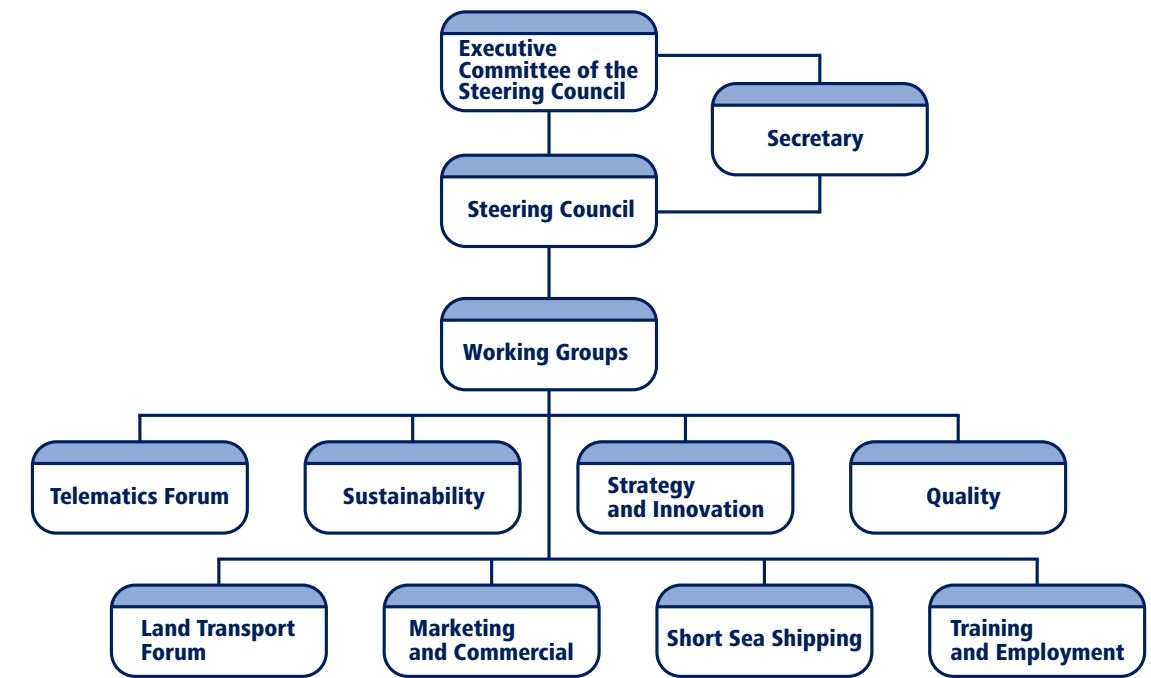 Executive
Committee of the
Steering Council
Secretary
Steering Council
Working Groups
Telematics Forum
Sustainability
Strategy
and Innovation
Quality
Land Transport
Forum
Marketing
and Commercial
Short Sea Shipping
Training
and Employment